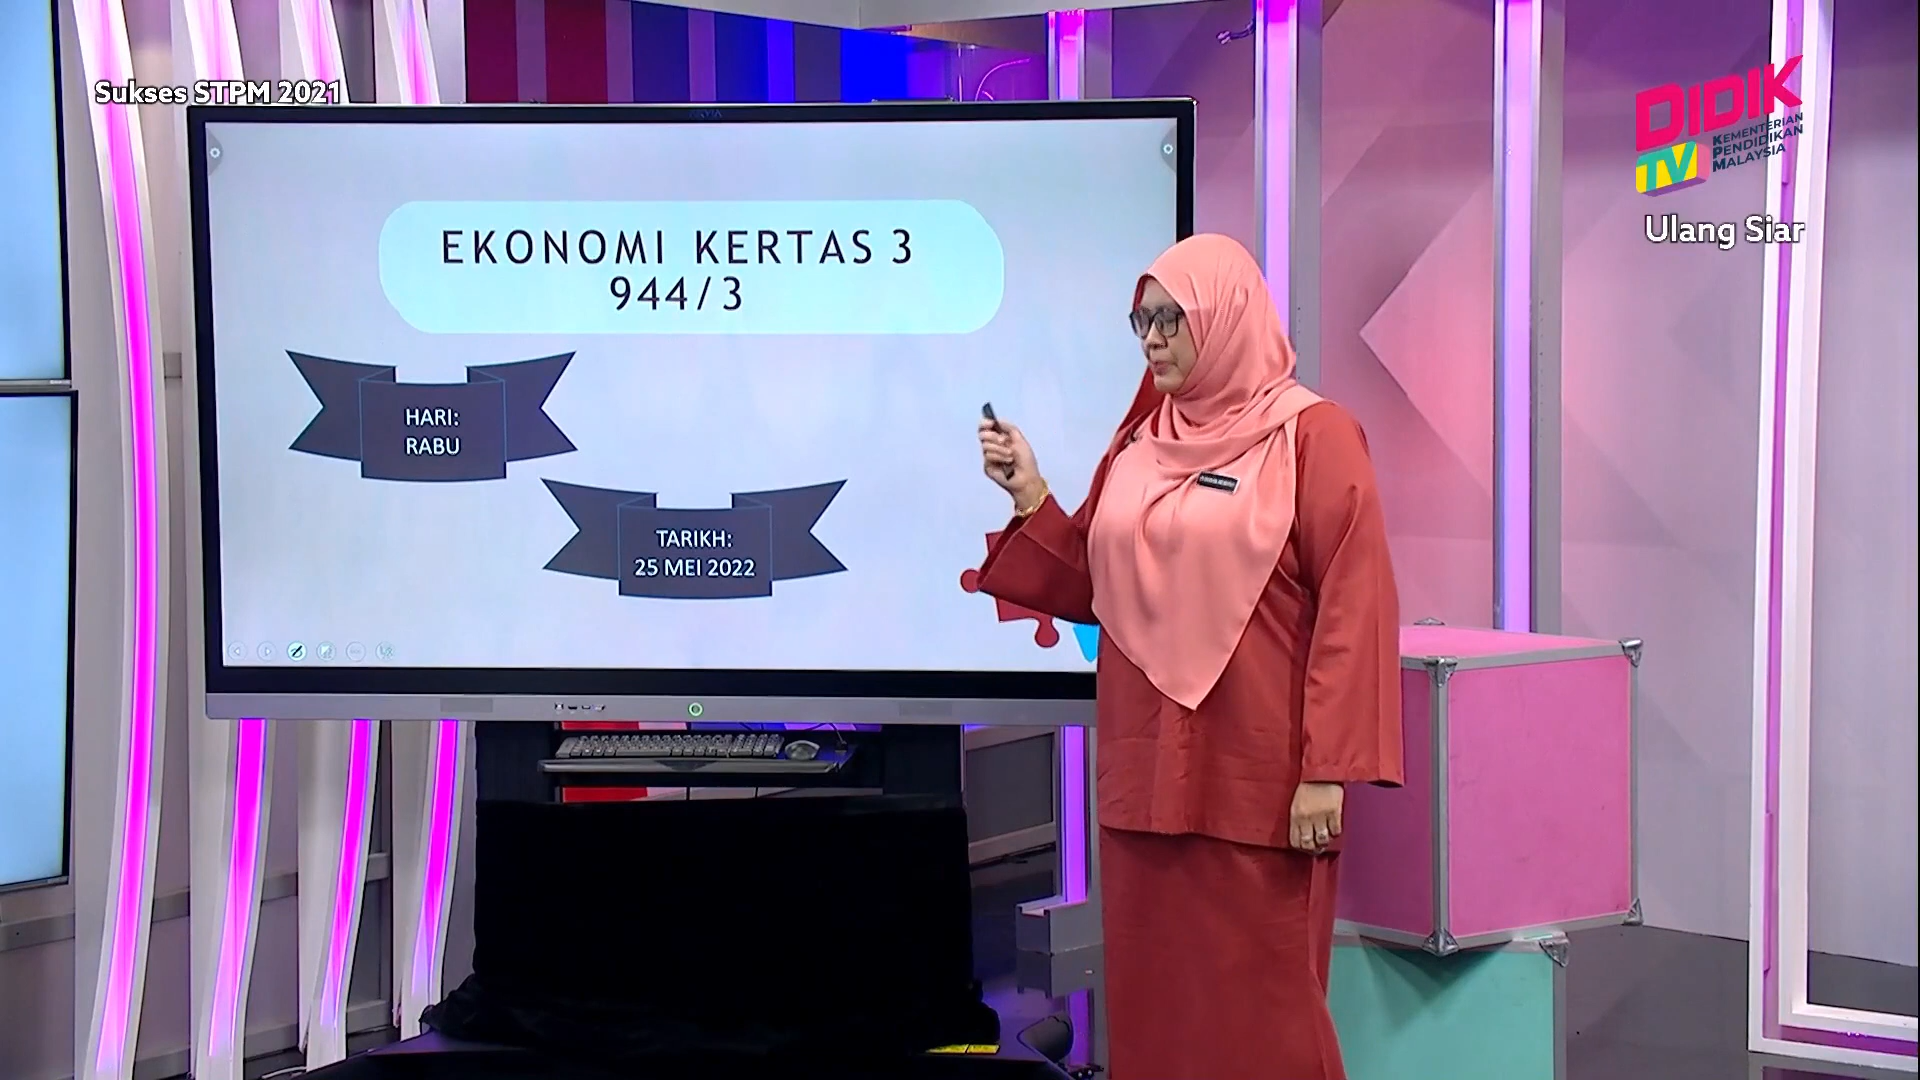 Sukses STPM 2021
DIDIK
TV
KEMENTERIAN
PENDIDIKAN
MALAYSIA
Ulang Siar
EKONOMI KERTAS 3
944/3
HARI:
RABU
TARIKH:
25 MEI 2022